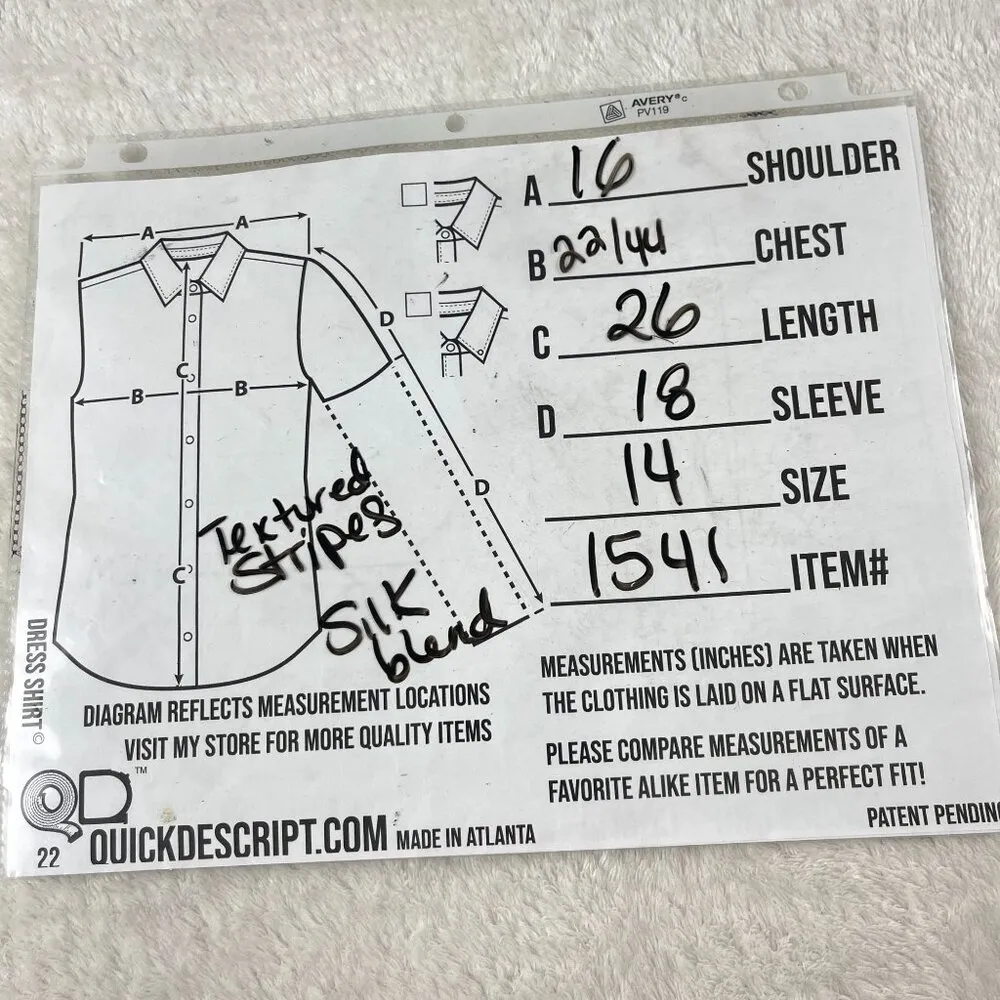 AVERY® c
PV119
A 16 SHOULDER
B 22/44 CHEST
C 26 LENGTH
D 18 SLEEVE
14 SIZE
1541 ITEM#
A A
D
C
B B
D
C
Textured
Stripes
Silk
blend
DRESS SHIRT©
DIAGRAM REFLECTS MEASUREMENT LOCATIONS
VISIT MY STORE FOR MORE QUALITY ITEMS
MEASUREMENTS (INCHES) ARE TAKEN WHEN
THE CLOTHING IS LAID ON A FLAT SURFACE.
PLEASE COMPARE MEASUREMENTS OF A
FAVORITE ALIKE ITEM FOR A PERFECT FIT!
PATENT PENDIN
QD™
22 QUICKDESCRIPT.COM MADE IN ATLANTA